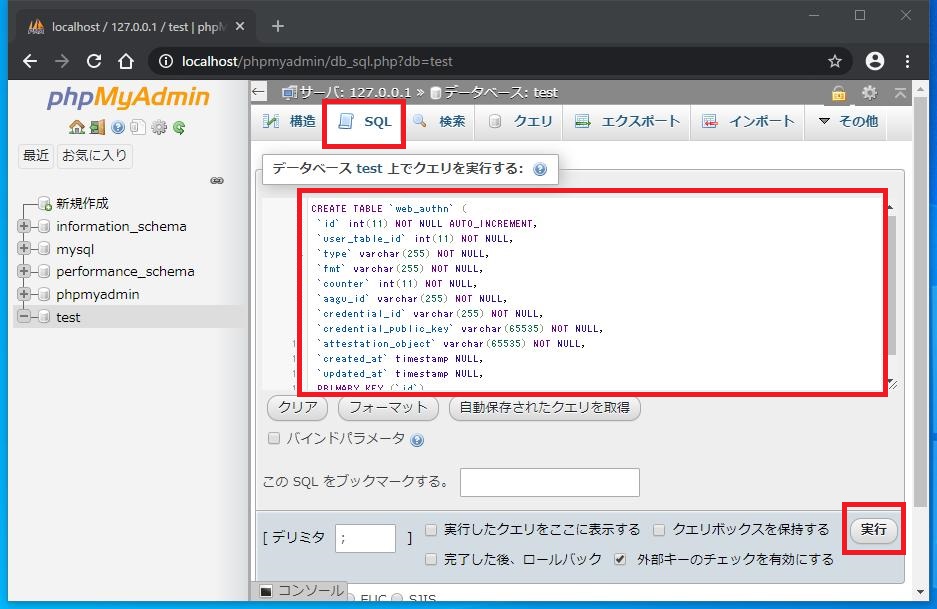 localhost / 127.0.0.1 / test | phpM
localhost/phpmyadmin/db_sql.php?db=test
phpMyAdmin
最近 お気に入り
新規作成
information_schema
mysql
performance_schema
phpmyadmin
test
サーバ: 127.0.0.1 » データベース: test
構造 SQL 検索 クエリ エクスポート インポート その他
データベース test 上でクエリを実行する:
CREATE TABLE `web_authn` (
`id` int(11) NOT NULL AUTO_INCREMENT,
`user_table_id` int(11) NOT NULL,
`type` varchar(255) NOT NULL,
`fmt` varchar(255) NOT NULL,
`counter` int(11) NOT NULL,
`aagu_id` varchar(255) NOT NULL,
`credential_id` varchar(255) NOT NULL,
`credential_public_key` varchar(65535) NOT NULL,
`attestation_object` varchar(65535) NOT NULL,
`created_at` timestamp NULL,
`updated_at` timestamp NULL,
PRIMARY KEY (`id`)
クリア フォーマット 自動保存されたクエリを取得
バインドパラメータ
この SQL をブックマークする。
[ デリミタ ; ] 実行したクエリをここに表示する クエリボックスを保持する 実行
完了した後、ロールバック 外部キーのチェックを有効にする
コンソール EUC SJIS